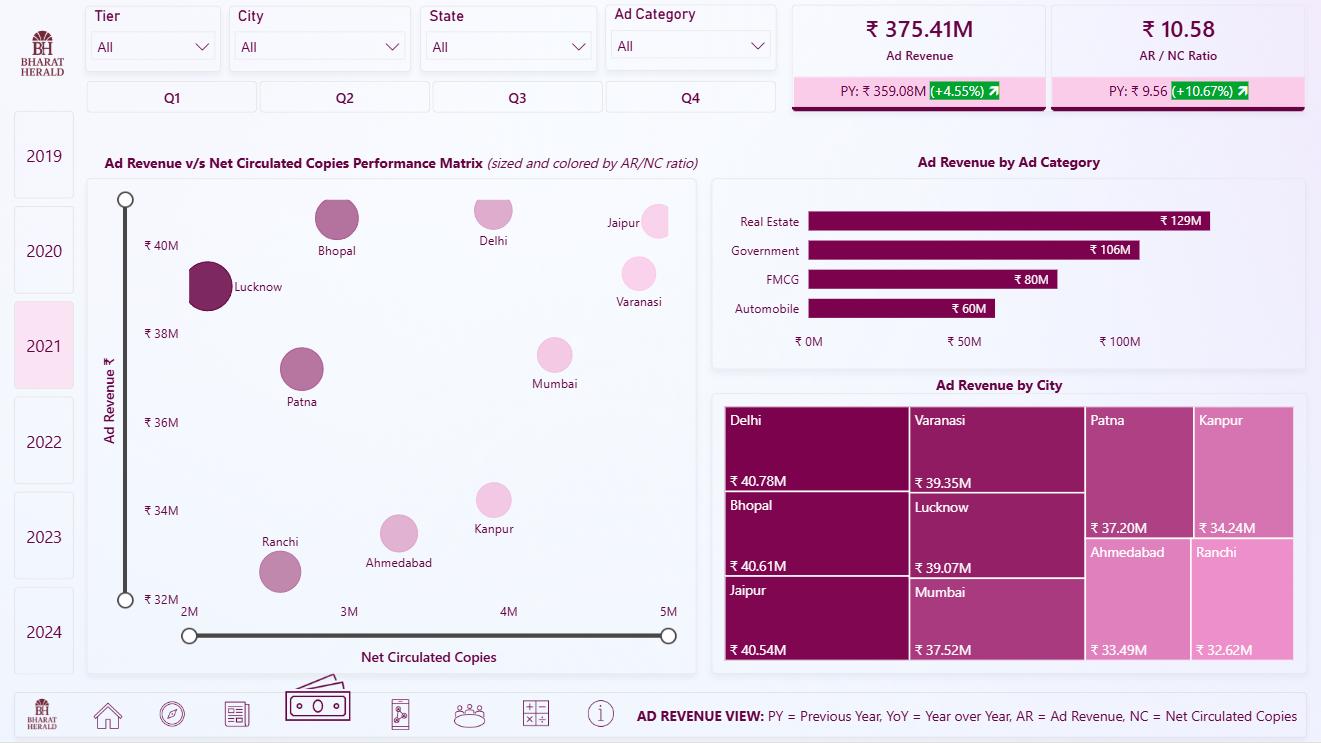 BH
BHARAT
HERALD
Tier
All
City
All
State
All
Ad Category
All
₹ 375.41M
Ad Revenue
PY: ₹ 359.08M (+4.55%)
₹ 10.58
AR / NC Ratio
PY: ₹ 9.56 (+10.67%)
Q1
Q2
Q3
Q4
2019
2020
2021
2022
2023
2024
Ad Revenue v/s Net Circulated Copies Performance Matrix (sized and colored by AR/NC ratio)
Ad Revenue ₹
₹ 40M
₹ 38M
₹ 36M
₹ 34M
₹ 32M
Bhopal
Delhi
Jaipur
Lucknow
Varanasi
Mumbai
Patna
Kanpur
Ranchi
Ahmedabad
2M
3M
4M
5M
Net Circulated Copies
Ad Revenue by Ad Category
Real Estate
₹ 129M
Government
₹ 106M
FMCG
₹ 80M
Automobile
₹ 60M
₹ 0M
₹ 50M
₹ 100M
Ad Revenue by City
Delhi
₹ 40.78M
Bhopal
₹ 40.61M
Jaipur
₹ 40.54M
Varanasi
₹ 39.35M
Lucknow
₹ 39.07M
Mumbai
₹ 37.52M
Patna
₹ 37.20M
Kanpur
₹ 34.24M
Ahmedabad
₹ 33.49M
Ranchi
₹ 32.62M
BH
BHARAT
HERALD
AD REVENUE VIEW: PY = Previous Year, YoY = Year over Year, AR = Ad Revenue, NC = Net Circulated Copies